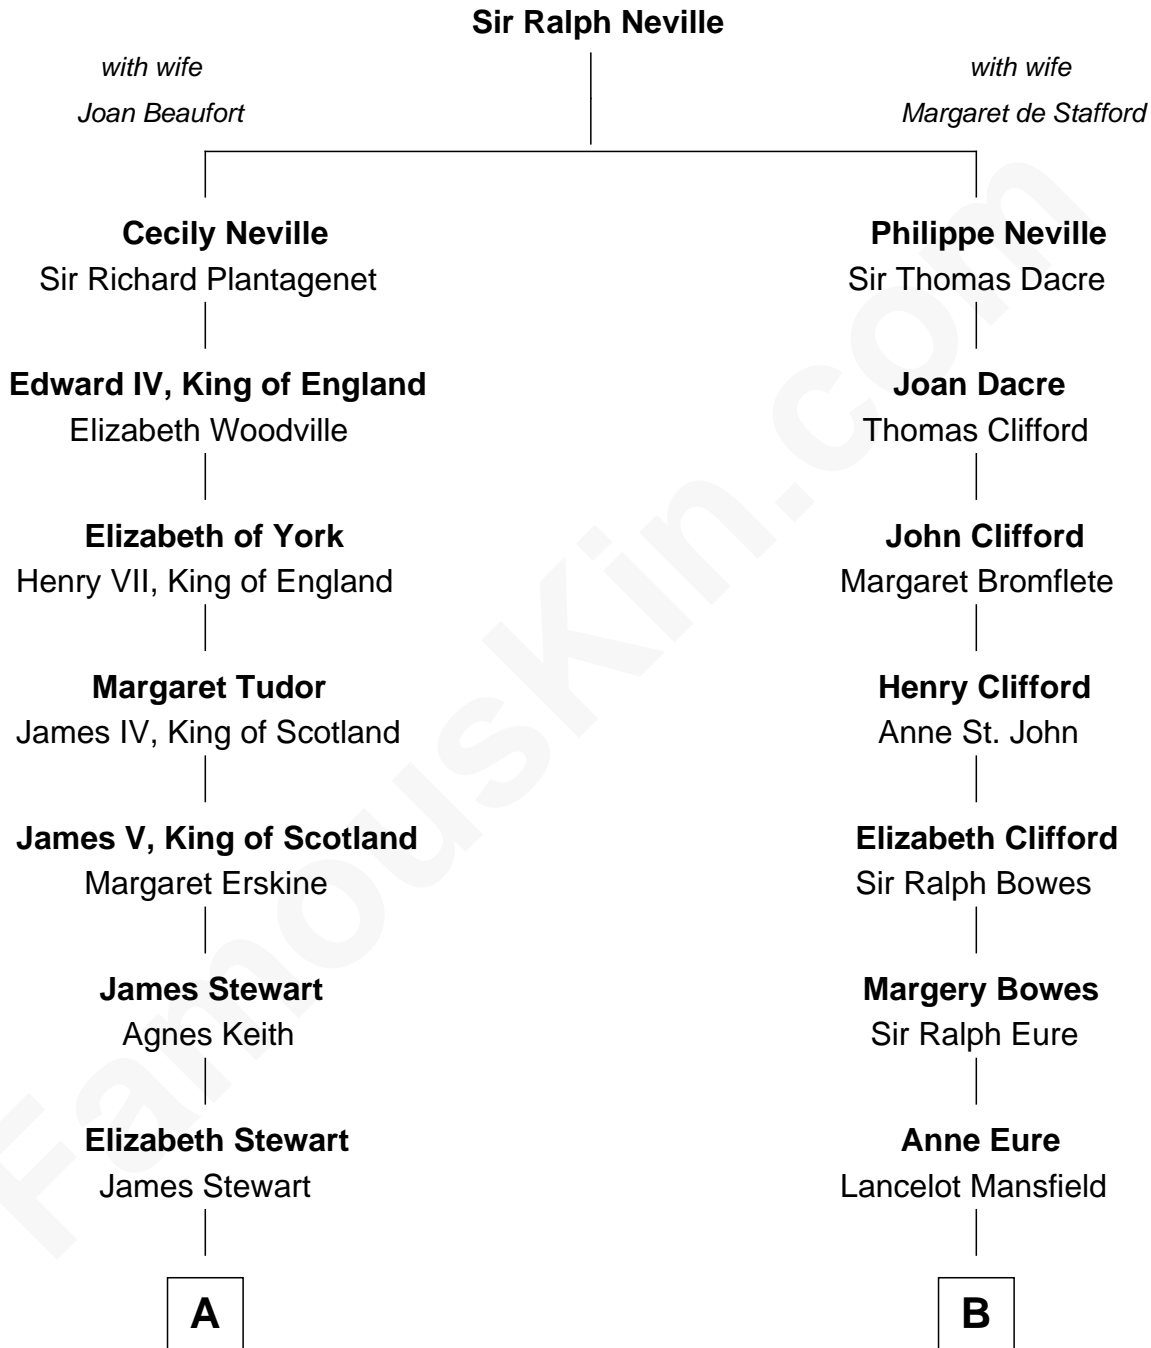 Sir Ralph Neville
with wife
Joan Beaufort
with wife
Margaret de Stafford
Cecily Neville
Sir Richard Plantagenet
Philippe Neville
Sir Thomas Dacre
Edward IV, King of England
Elizabeth Woodville
Joan Dacre
Thomas Clifford
Elizabeth of York
Henry VII, King of England
John Clifford
Margaret Bromflete
Margaret Tudor
James IV, King of Scotland
Henry Clifford
Anne St. John
James V, King of Scotland
Margaret Erskine
Elizabeth Clifford
Sir Ralph Bowes
James Stewart
Agnes Keith
Margery Bowes
Sir Ralph Eure
Elizabeth Stewart
James Stewart
Anne Eure
Lancelot Mansfield
A
B
FamousKin.com